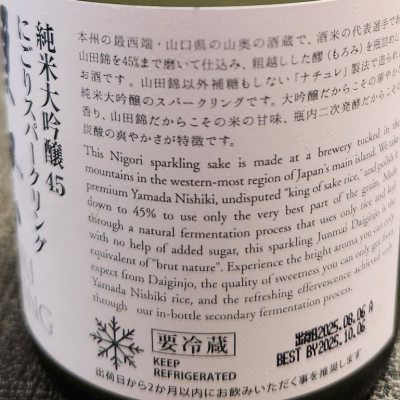 純米大吟醸45
にごりスパークリング
本州の最西端・山口県の山奥の酒蔵で、酒米の代表選手で
山田錦を45%まで磨いて仕込み、粗越しした醪(もろみ)を瓶詰め
お酒です。山田錦以外補糖もしない「ナチュレ」製法で造られ
純米大吟醸のスパークリングです。大吟醸だからこその華やか
香り、山田錦だからこその米の甘味、瓶内二次発酵だからこそ
炭酸の爽やかさが特徴です。
This Nigori sparkling sake is made at a brewery tucked in the
mountains in the western-most region of Japan's main island. We take
premium Yamada Nishiki, undisputed "king of sake rice," and polish it
down to 45% to use only the very best part of the grain. Made
through a natural fermentation process that uses only rice and koji
with no help of added sugar, this sparkling Junmai Daiginjo is the
equivalent of "brut nature". Experience the bright aroma you can only
expect from Daiginjo, the quality of sweetness you can only get from
Yamada Nishiki rice, and the refreshing effervescence achieved only
through our in-bottle secondary fermentation process.
要冷蔵
KEEP
REFRIGERATED
出荷日2025.08.06 A
BEST BY2025.10.06
出荷日から2か月以内にお飲みいただく事を推奨します